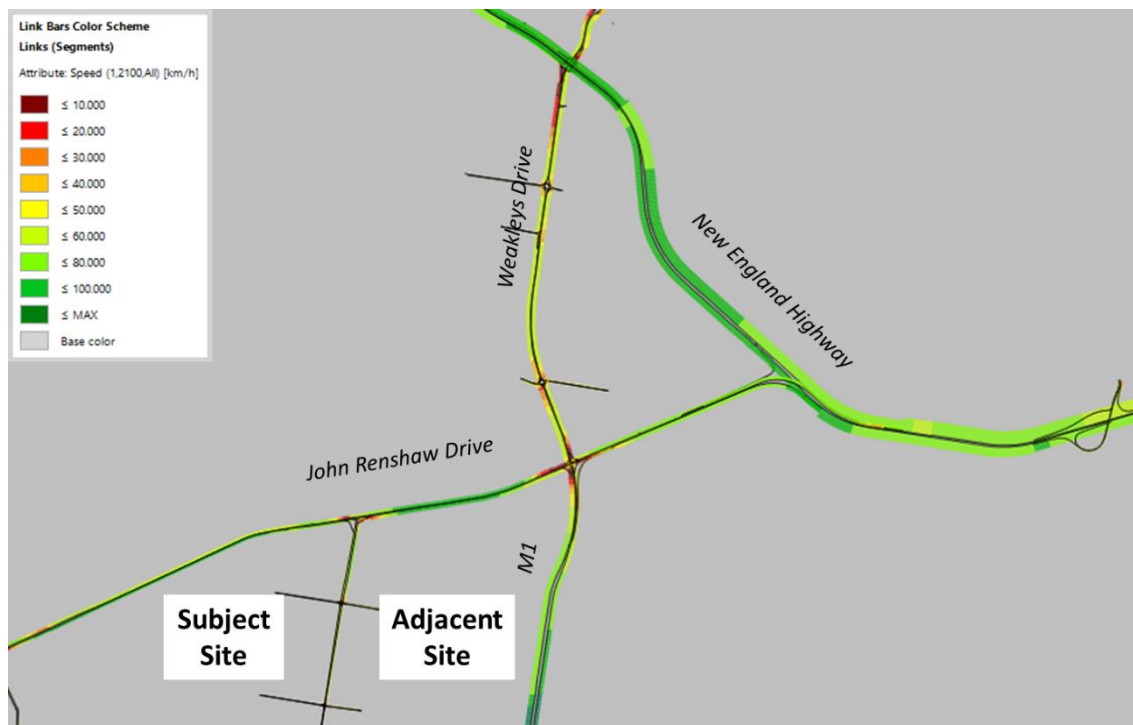 Link Bars Color Scheme
Links (Segments)
Attribute: Speed (1,2100,All) [km/h]
≤ 10.000
≤ 20.000
≤ 30.000
≤ 40.000
≤ 50.000
≤ 60.000
≤ 80.000
≤ 100.000
≤ MAX
Base color
Weakleys Drive
New England Highway
John Renshaw Drive
M1
Subject
Site
Adjacent
Site